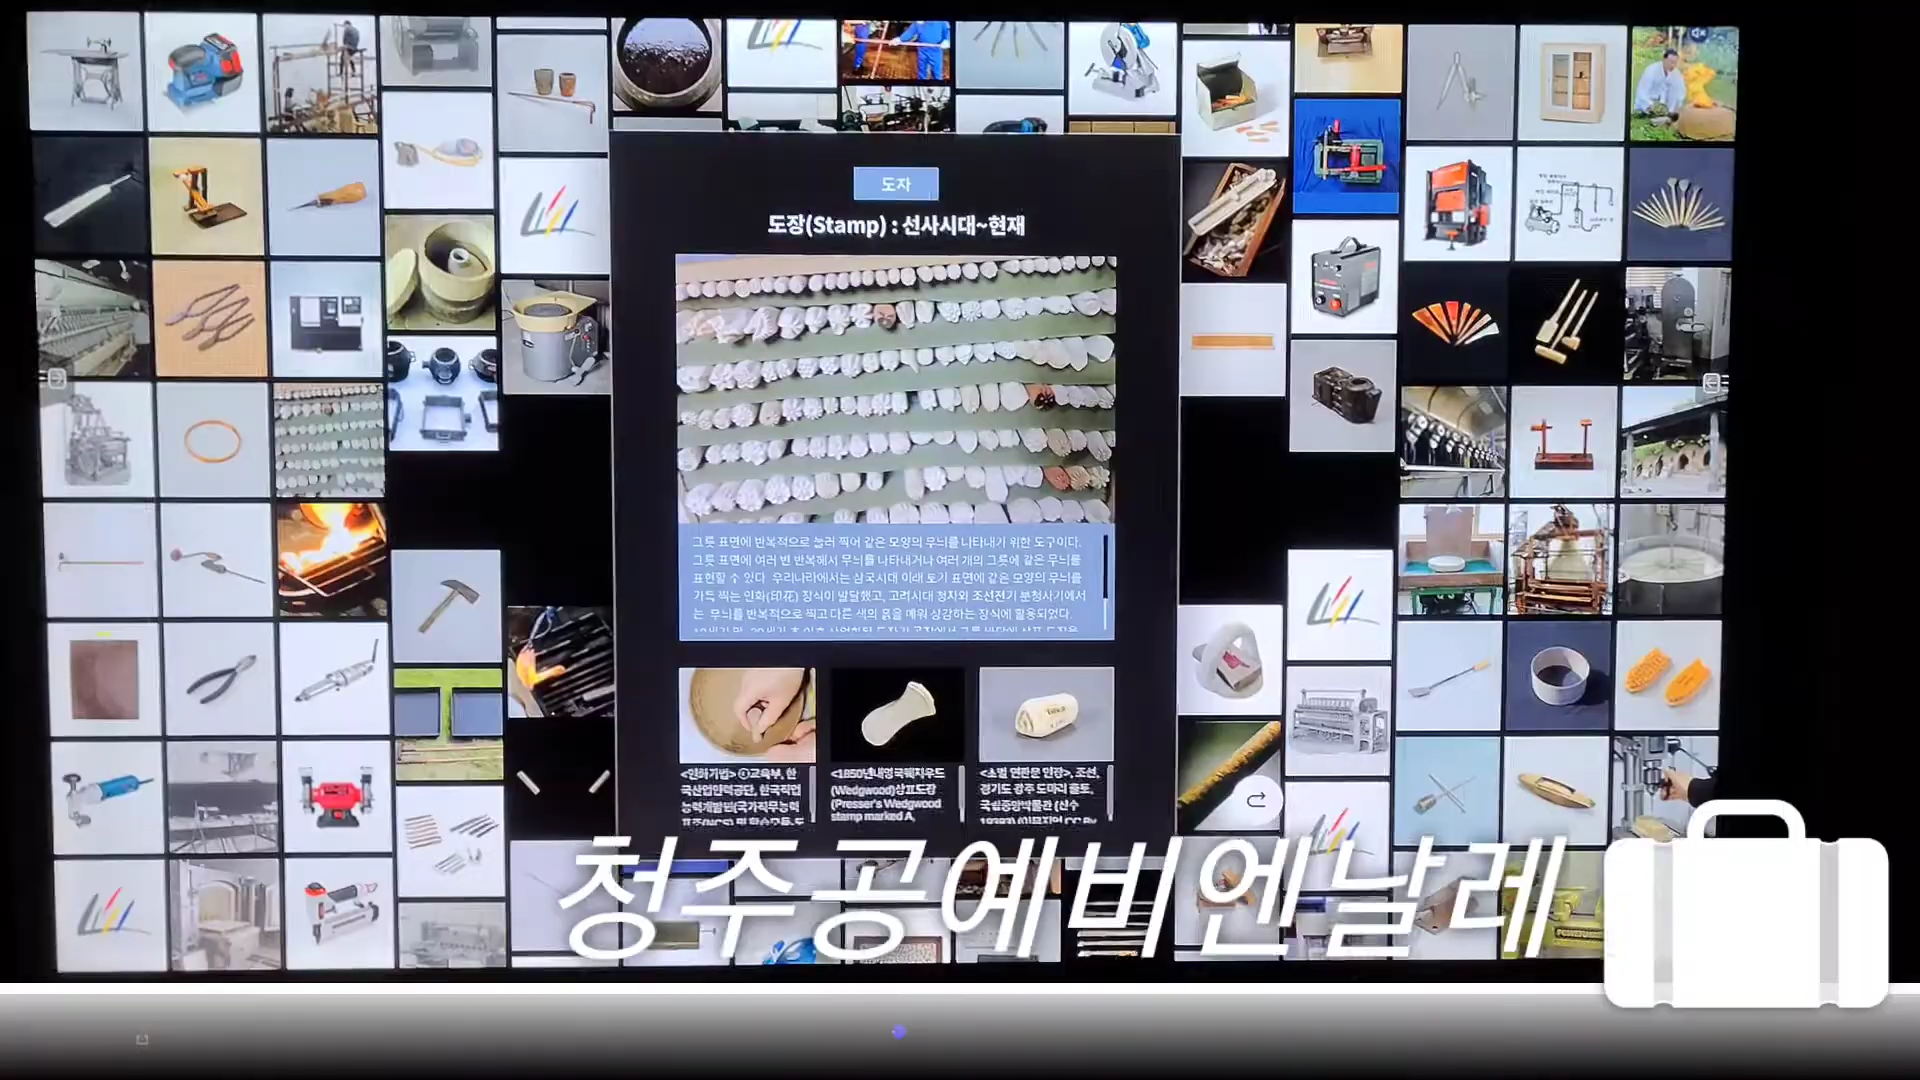 도자
도장(Stamp) : 선사시대~현재
그릇 표면에 반복적으로 눌러 찍어 같은 모양의 무늬를 나타내기 위한 도구이다.
그릇 표면에 여러 번 반복해서 무늬를 나타내거나 여러 개의 그릇에 같은 무늬를
표현할 수 있다. 우리나라에서는 삼국시대 이래 토기 표면에 같은 모양의 무늬를
가득 찍는 인화(印花) 장식이 발달했고, 고려시대 청자와 조선전기 분청사기에서
는 무늬를 반복적으로 찍고 다른 색의 흙을 메워 상감하는 장식에 활용되었다.
<인화기법> ⓒ교육부, 한
국산업인력공단, 한국직업
능력개발원(국가직무능력
표준(NCS) 및 학습모듈, 도
<1850년대영국웨지우드
(Wedgwood)상표도장
(Presser's Wedgwood
stamp marked A,
<초벌 연판문 인장>, 조선,
경기도 광주 도마리 출토,
국립중앙박물관 (신수
청주공예비엔날레